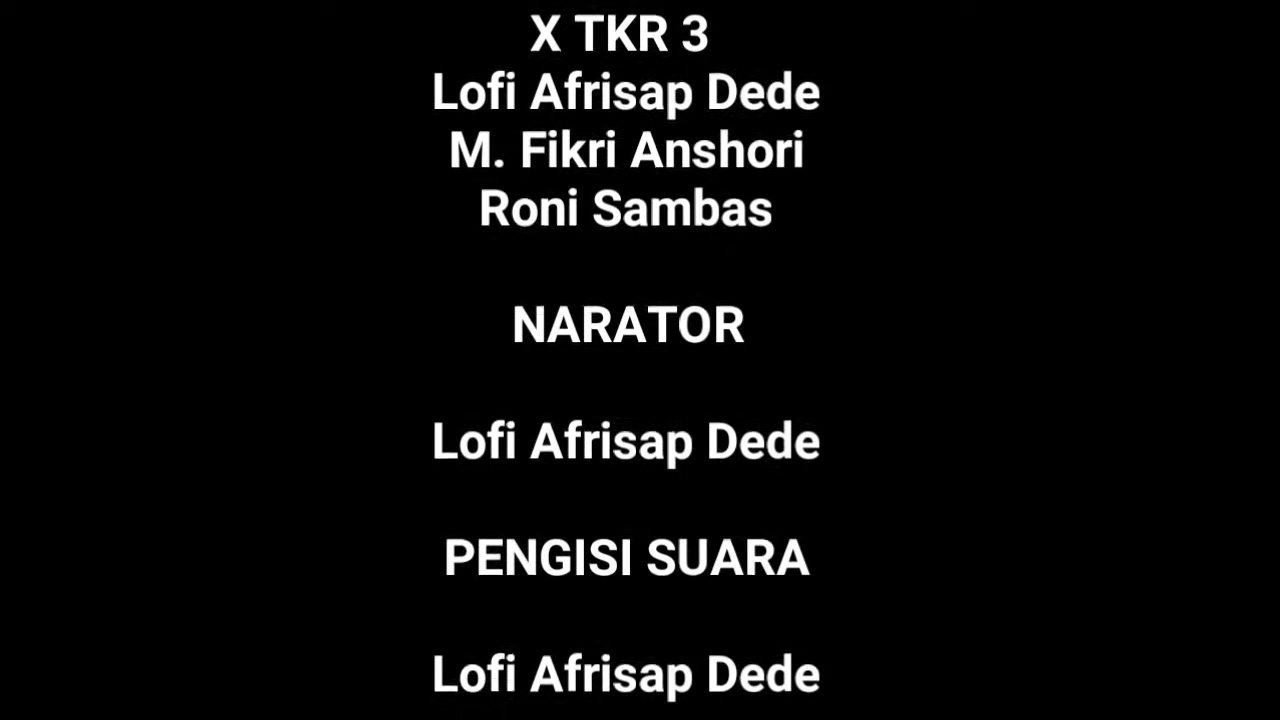 X TKR 3
Lofi Afrisap Dede
M. Fikri Anshori
Roni Sambas
NARATOR
Lofi Afrisap Dede
PENGISI SUARA
Lofi Afrisap Dede